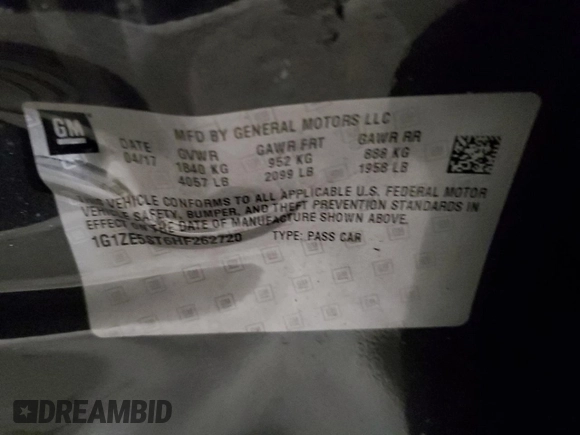 GM
MFD BY GENERAL MOTORS LLC
DATE GVWR GAWR FRT GAWR RR
04/17 1840 KG 952 KG 888 KG
4057 LB 2099 LB 1958 LB
THIS VEHICLE CONFORMS TO ALL APPLICABLE U.S. FEDERAL MOTOR
VEHICLE SAFETY, BUMPER, AND THEFT PREVENTION STANDARDS IN
EFFECT ON THE DATE OF MANUFACTURE SHOWN ABOVE.
1G1ZE5ST6HF262720 TYPE: PASS CAR
DREAMBID